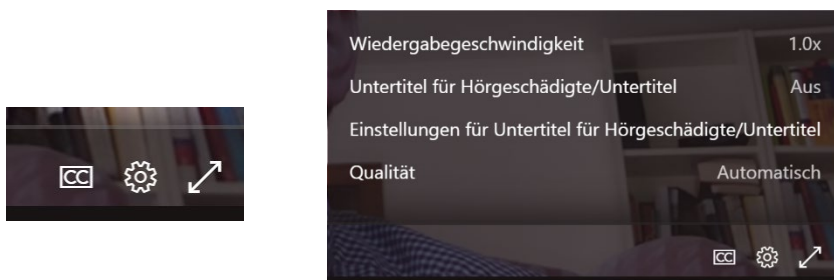 CC
Wiedergabegeschwindigkeit 1.0x
Untertitel für Hörgeschädigte/Untertitel Aus
Einstellungen für Untertitel für Hörgeschädigte/Untertitel
Qualität Automatisch
CC